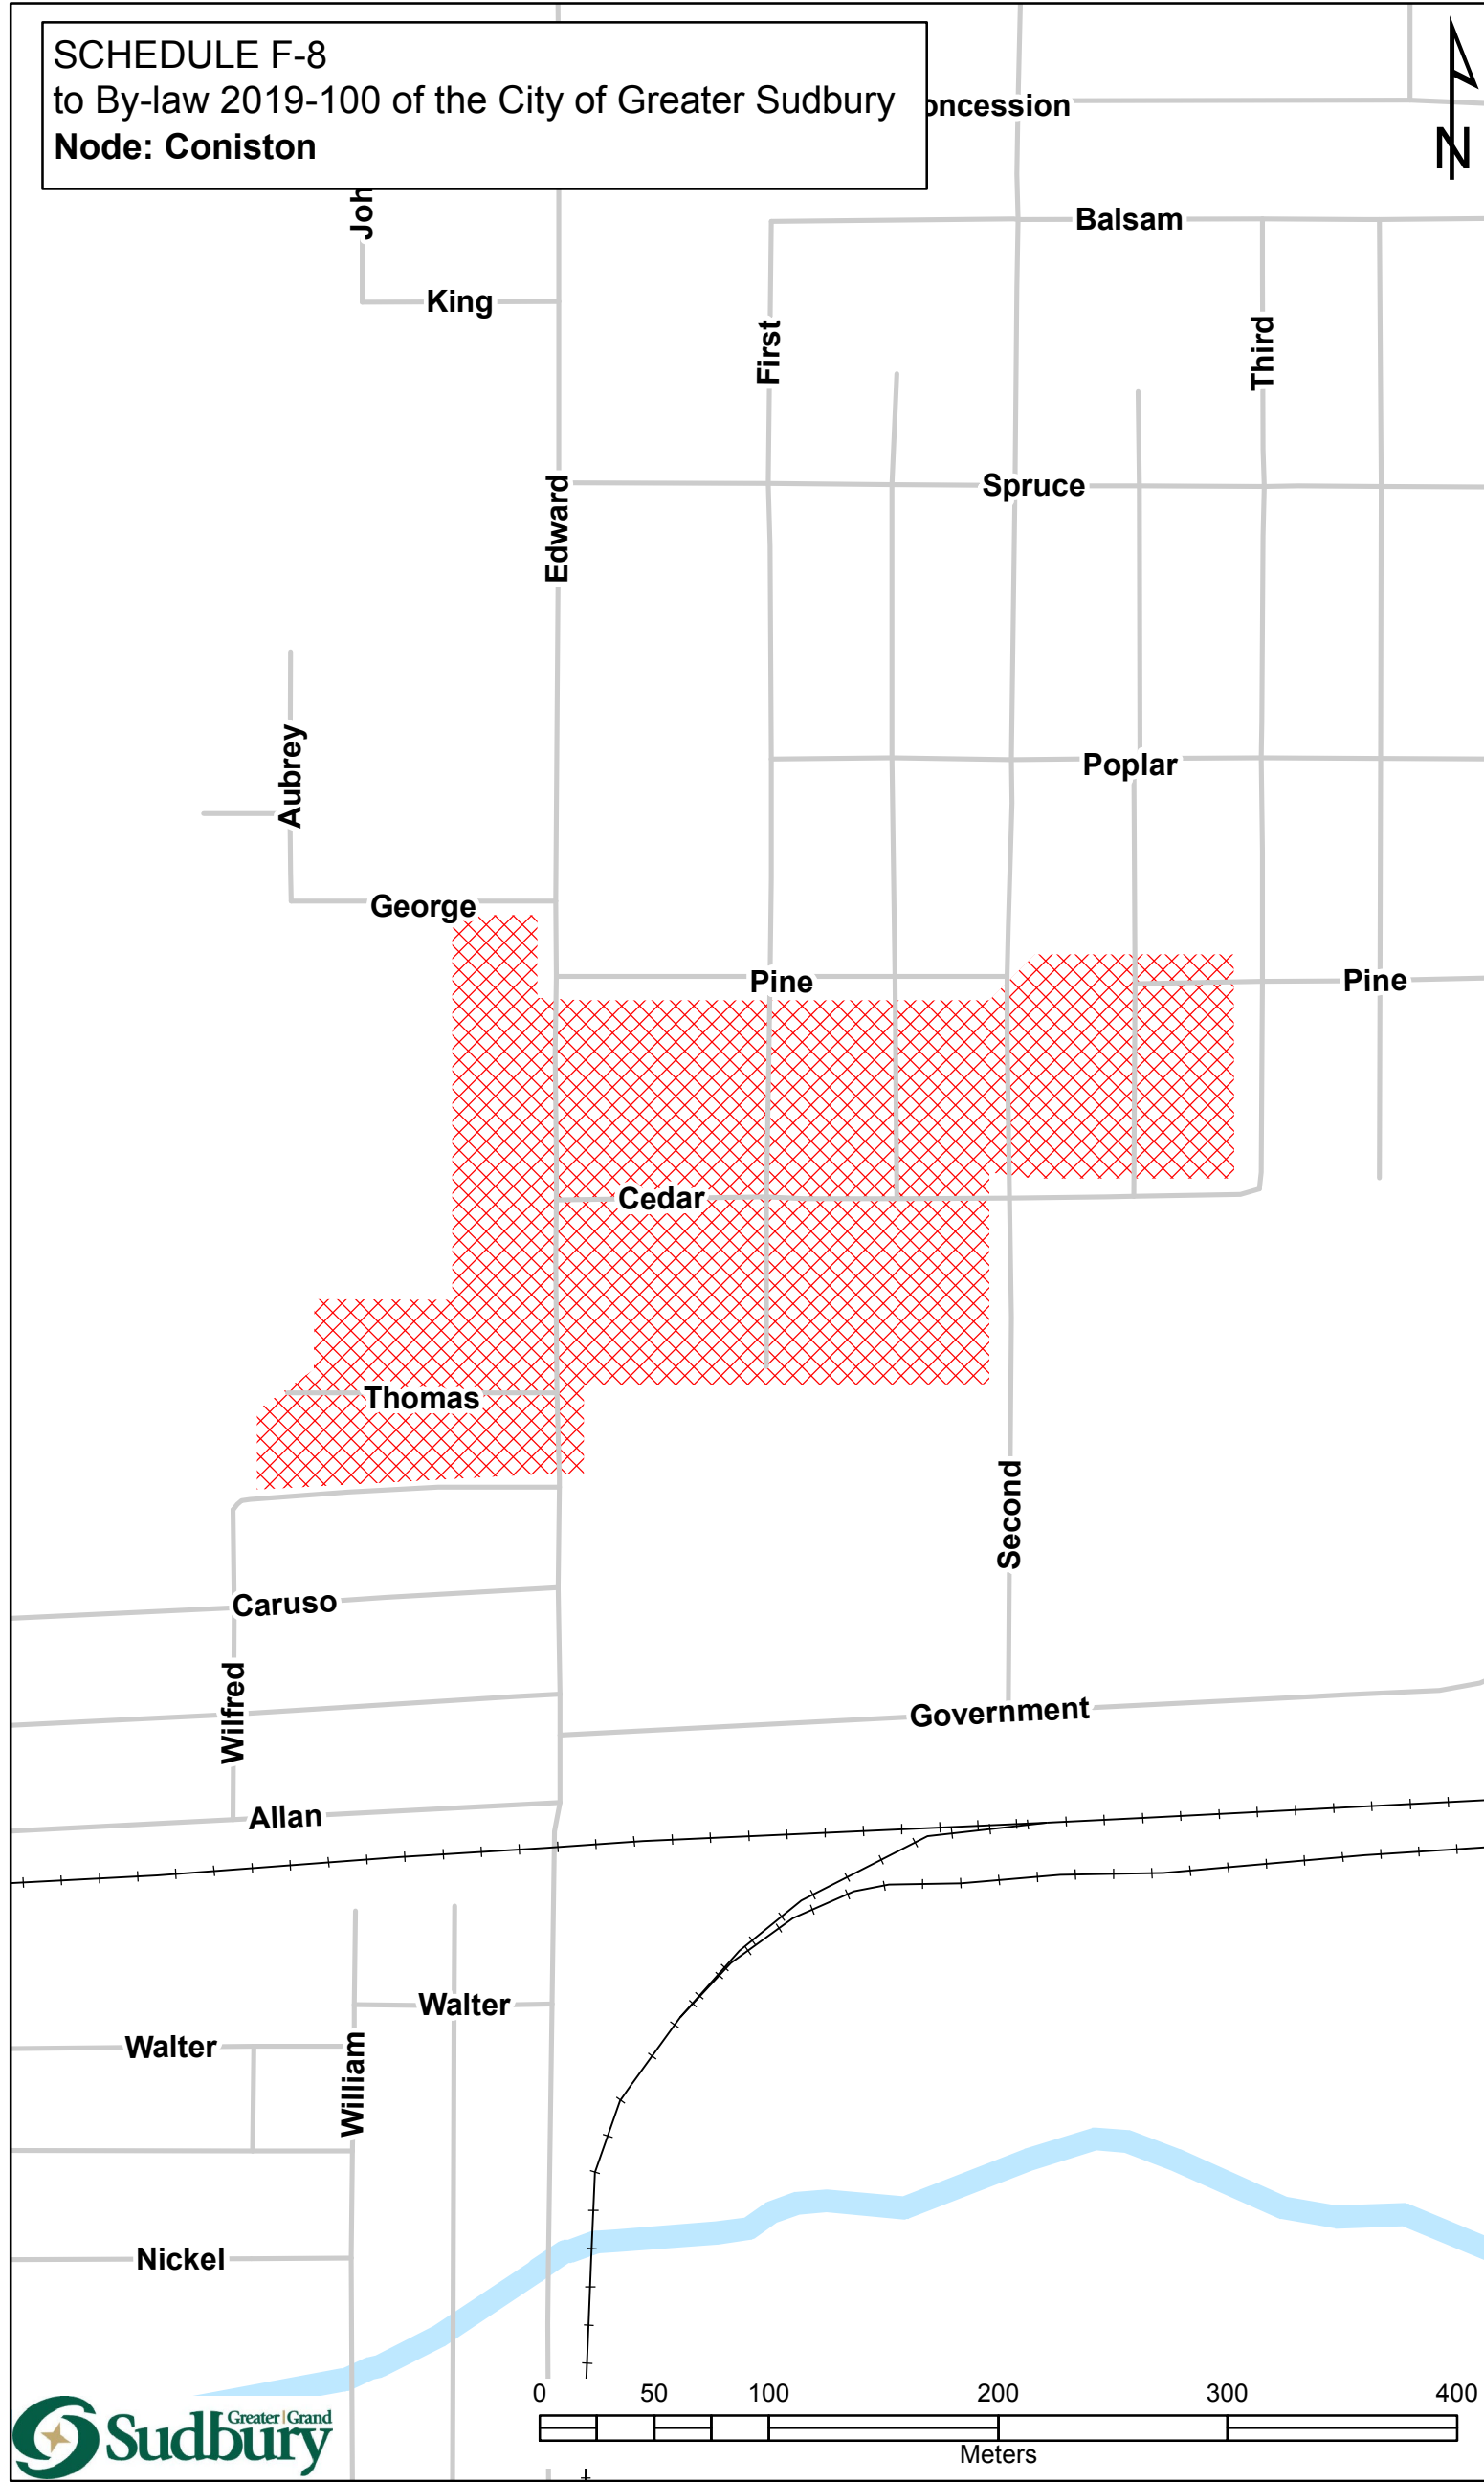 SCHEDULE F-8
to By-law 2019-100 of the City of Greater Sudbury
Node: Coniston
oncession
N
Joh
Balsam
King
First
Third
Edward
Spruce
Aubrey
Poplar
George
Pine
Pine
Cedar
Thomas
Second
Caruso
Wilfred
Government
Allan
Walter
Walter
William
Nickel
0 50 100 200 300 400
Meters
Greater | Grand
Sudbury